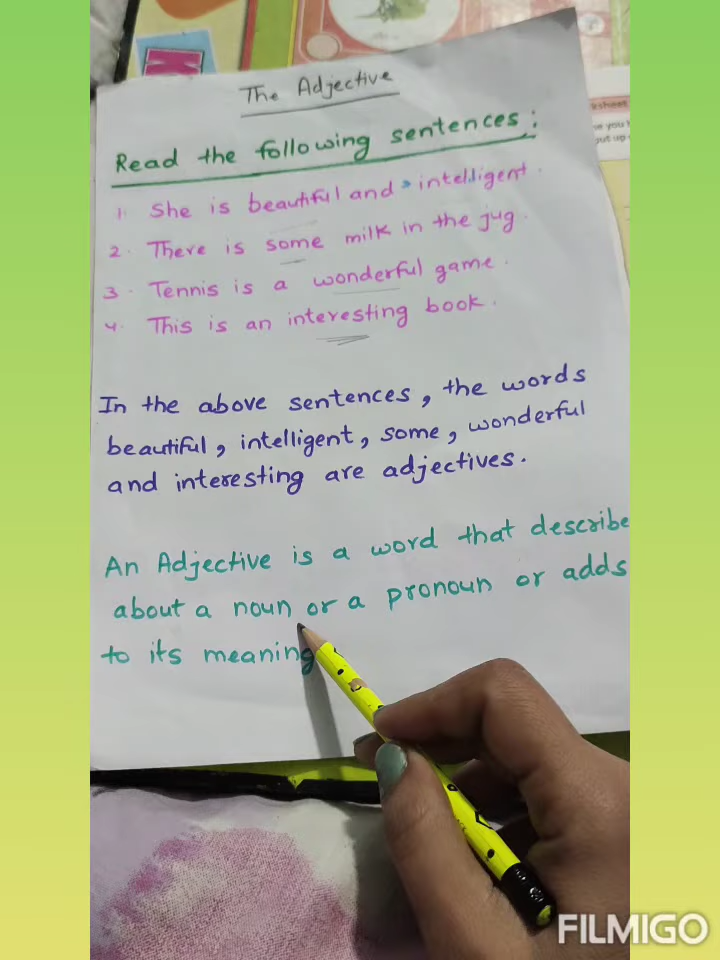 The Adjective
Read the following sentences:
1. She is beautiful and intelligent.
2. There is some milk in the jug.
3. Tennis is a wonderful game.
4. This is an interesting book.
In the above sentences, the words
beautiful, intelligent, some, wonderful
and interesting are adjectives.
An Adjective is a word that describe
about a noun or a pronoun or adds
to its meaning
you
put up
FILMIGO